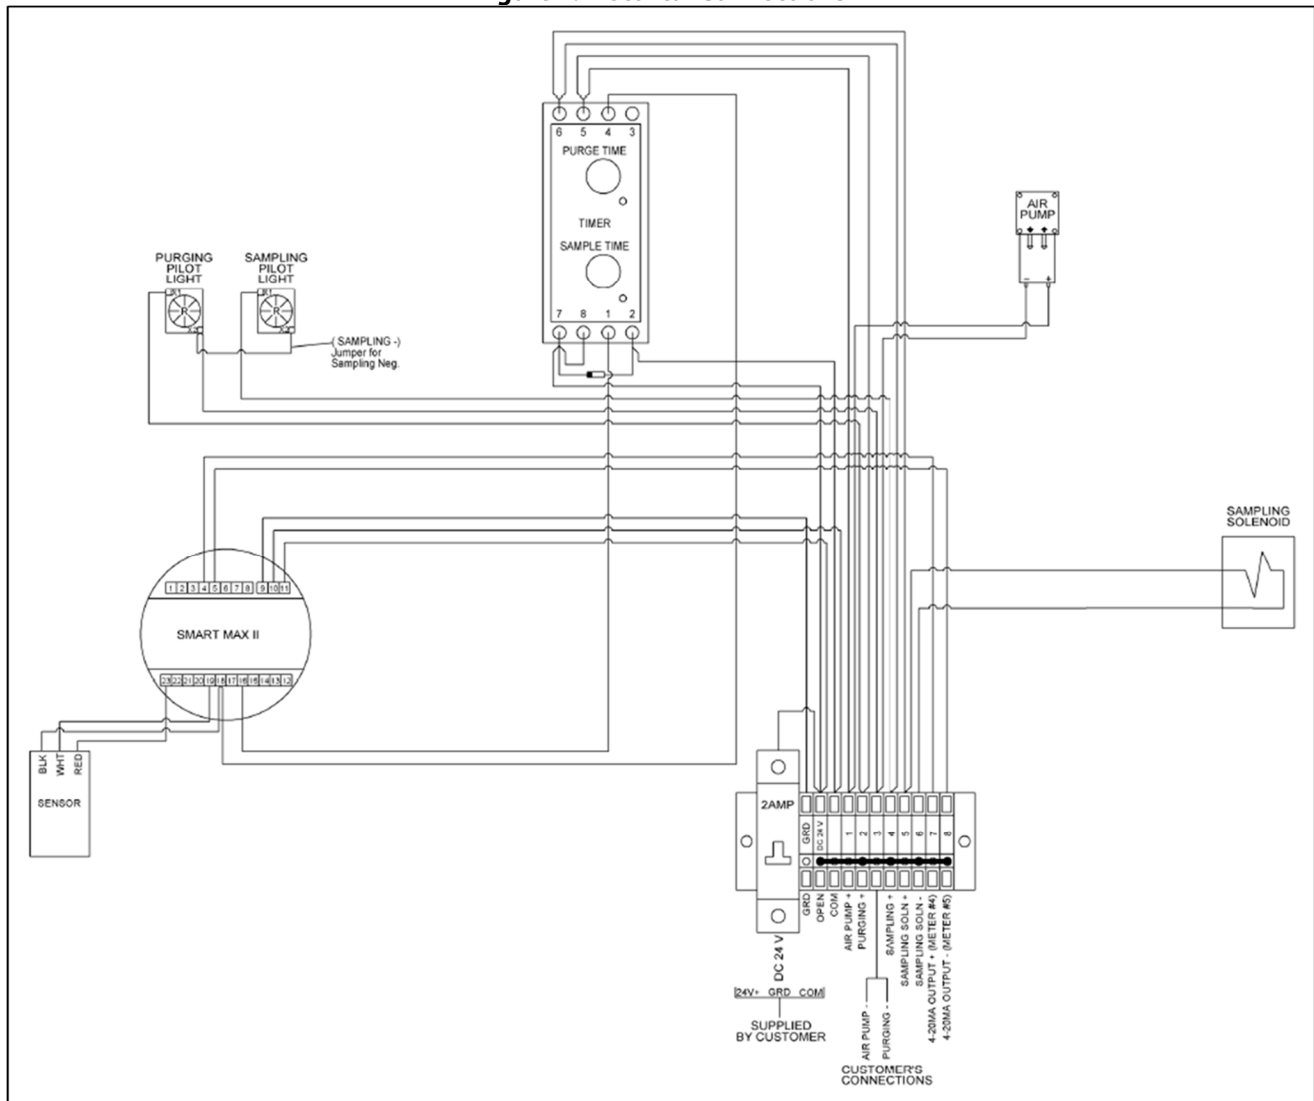 6 5 4 3
PURGE TIME
TIMER
SAMPLE TIME
7 8 1 2
AIR
PUMP
- +
PURGING
PILOT
LIGHT
SAMPLING
PILOT
LIGHT
R
R
( SAMPLING -)
Jumper for
Sampling Neg.
SAMPLING
SOLENOID
1 2 3 4 5 6 7 8 9 10 11
SMART MAX II
23 22 21 20 19 18 17 16 15 14 13 12
BLK
WHT
RED
SENSOR
2AMP
GRD
DC 24 V
1
2
3
4
5
6
7
8
GRD
OPEN
COM
AIR PUMP +
PURGING +
SAMPLING +
SAMPLING SOLN +
SAMPLING SOLN -
4-20MA OUTPUT + (METER #4)
4-20MA OUTPUT - (METER #5)
DC 24 V
24V+ GRD COM
SUPPLIED
BY CUSTOMER
AIR PUMP -
PURGING -
CUSTOMER'S
CONNECTIONS